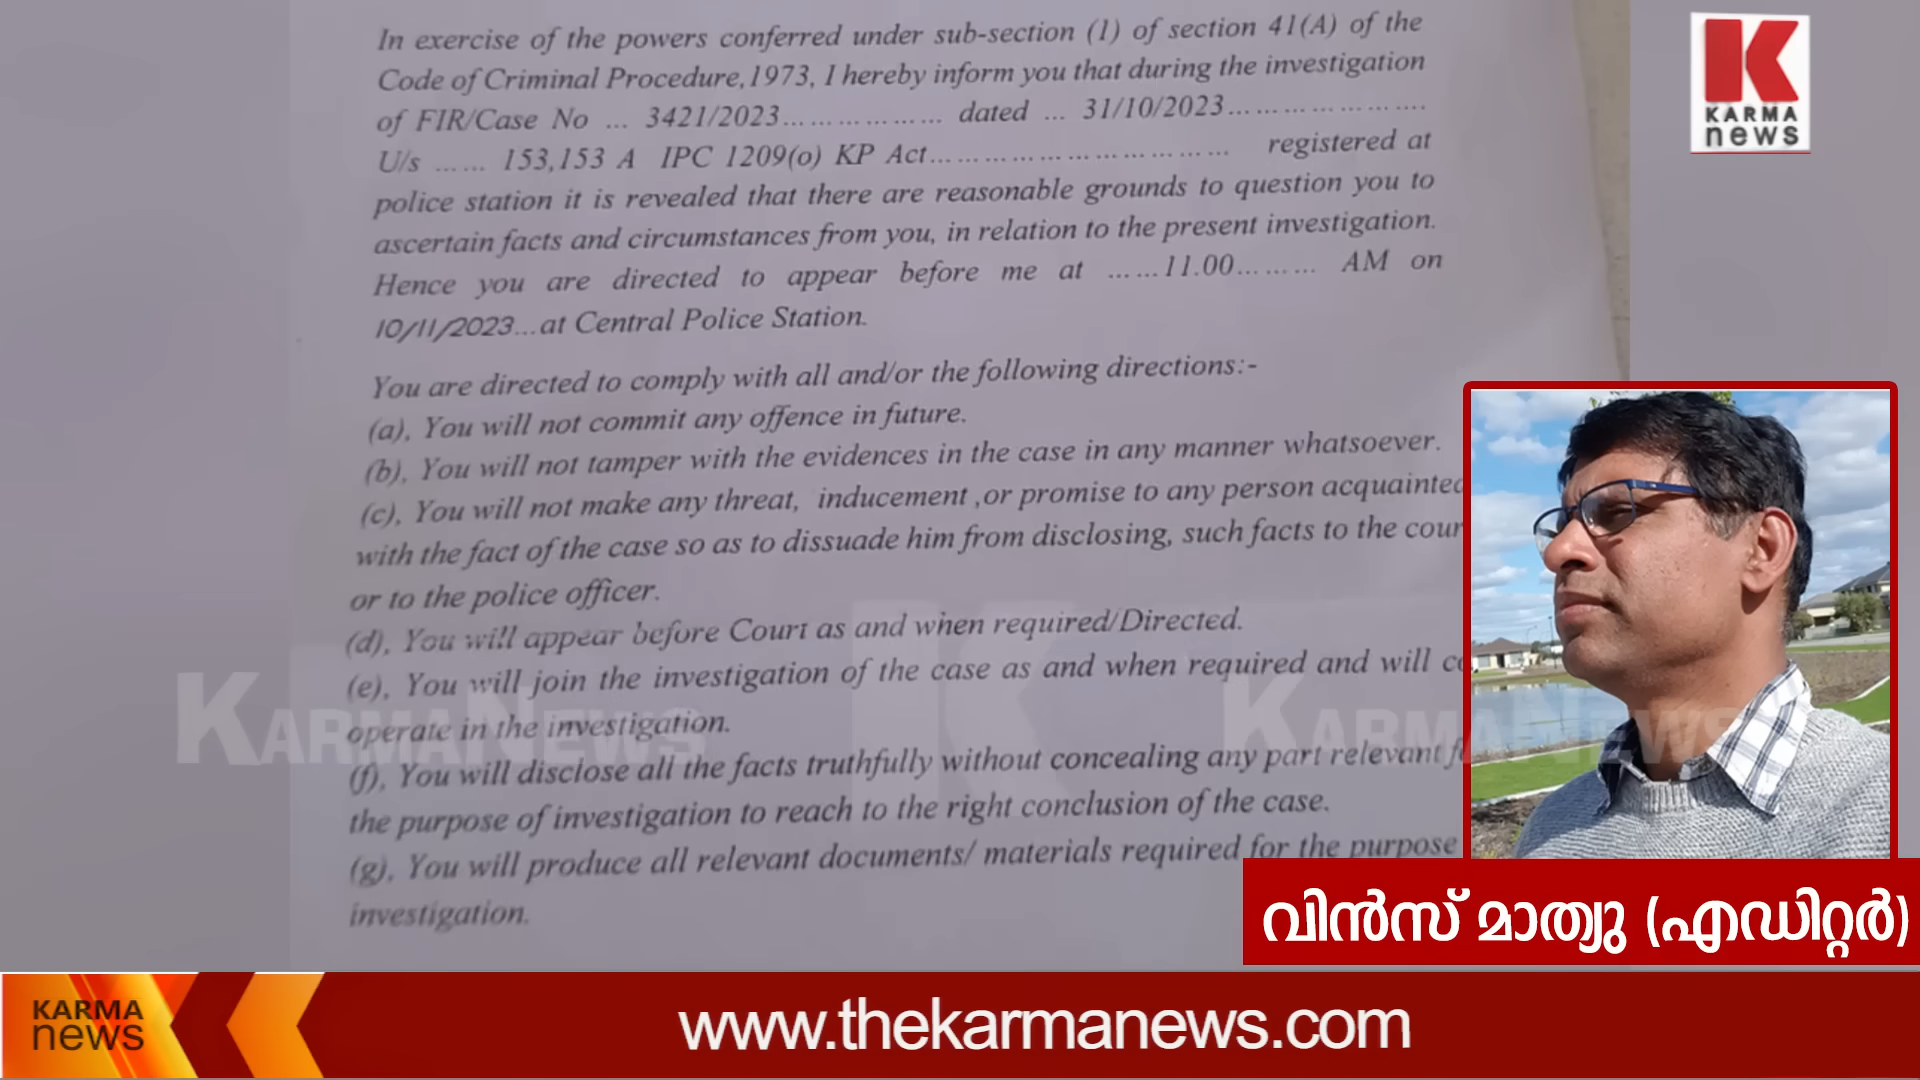 In exercise of the powers conferred under sub-section (1) of section 41(A) of the
Code of Criminal Procedure,1973, I hereby inform you that during the investigation
of FIR/Case No ... 3421/2023……………… dated ... 31/10/2023…………………
U/s …… 153,153 A IPC 1209(o) KP Act…………………………… registered at
police station it is revealed that there are reasonable grounds to question you to
ascertain facts and circumstances from you, in relation to the present investigation.
Hence you are directed to appear before me at ……11.00……… AM on
10/11/2023...at Central Police Station.
You are directed to comply with all and/or the following directions:-
(a), You will not commit any offence in future.
(b), You will not tamper with the evidences in the case in any manner whatsoever.
(c), You will not make any threat, inducement ,or promise to any person acquainted
with the fact of the case so as to dissuade him from disclosing, such facts to the cour
or to the police officer.
(d), You will appear before Court as and when required/Directed.
(e), You will join the investigation of the case as and when required and will co
operate in the investigation.
(f), You will disclose all the facts truthfully without concealing any part relevant f
the purpose of investigation to reach to the right conclusion of the case.
(g), You will produce all relevant documents/ materials required for the purpose
investigation.
K
KARMA
news
KARMANEWS
K
KARMANEWS
വിൻസ് മാത്യു (എഡിറ്റർ)
KARMA
news
www.thekarmanews.com